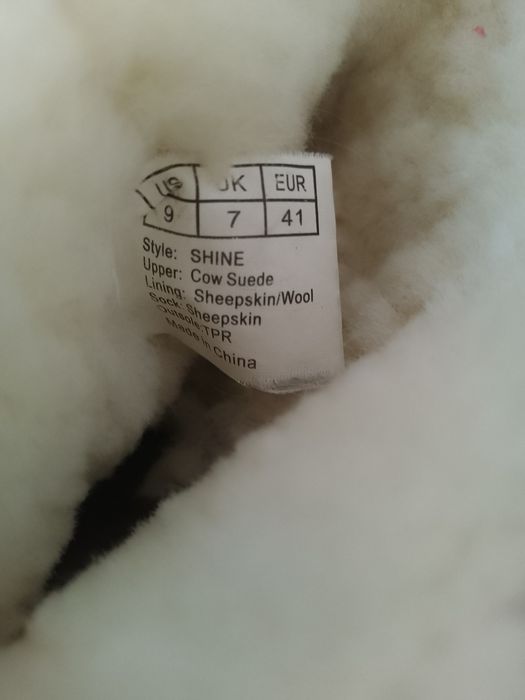 US UK EUR
9 7 41
Style: SHINE
Upper: Cow Suede
Lining: Sheepskin/Wool
Sock: Sheepskin
Outsole: TPR
Made in China